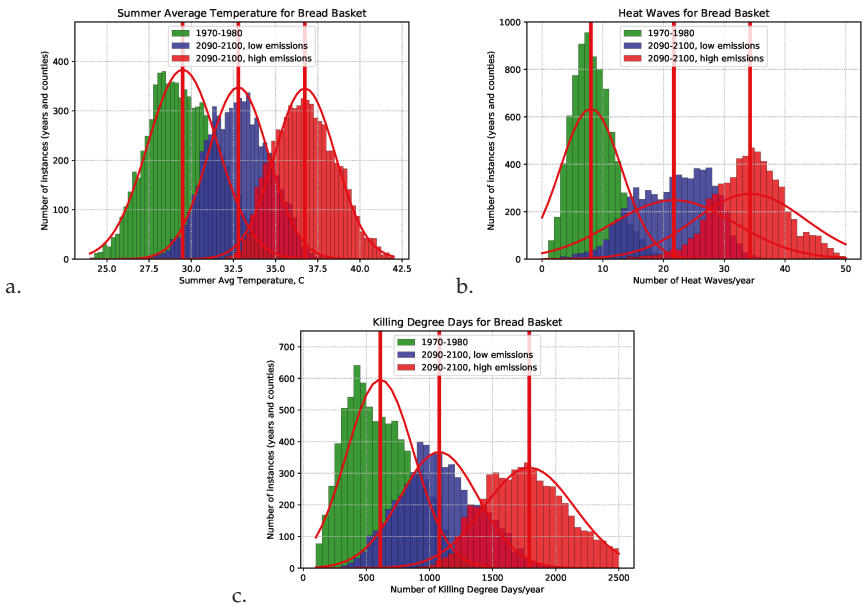 Summer Average Temperature for Bread Basket
1970-1980
2090-2100, low emissions
2090-2100, high emissions
Number of Instances (years and counties)
400
300
200
100
0
25.0 27.5 30.0 32.5 35.0 37.5 40.0 42.5
Summer Avg Temperature, C
a.
Heat Waves for Bread Basket
1970-1980
2090-2100, low emissions
2090-2100, high emissions
Number of Instances (years and counties)
1000
800
600
400
200
0
0 10 20 30 40 50
Number of Heat Waves/year
b.
Killing Degree Days for Bread Basket
1970-1980
2090-2100, low emissions
2090-2100, high emissions
Number of Instances (years and counties)
700
600
500
400
300
200
100
0
500 1000 1500 2000 2500
Number of Killing Degree Days/year
c.